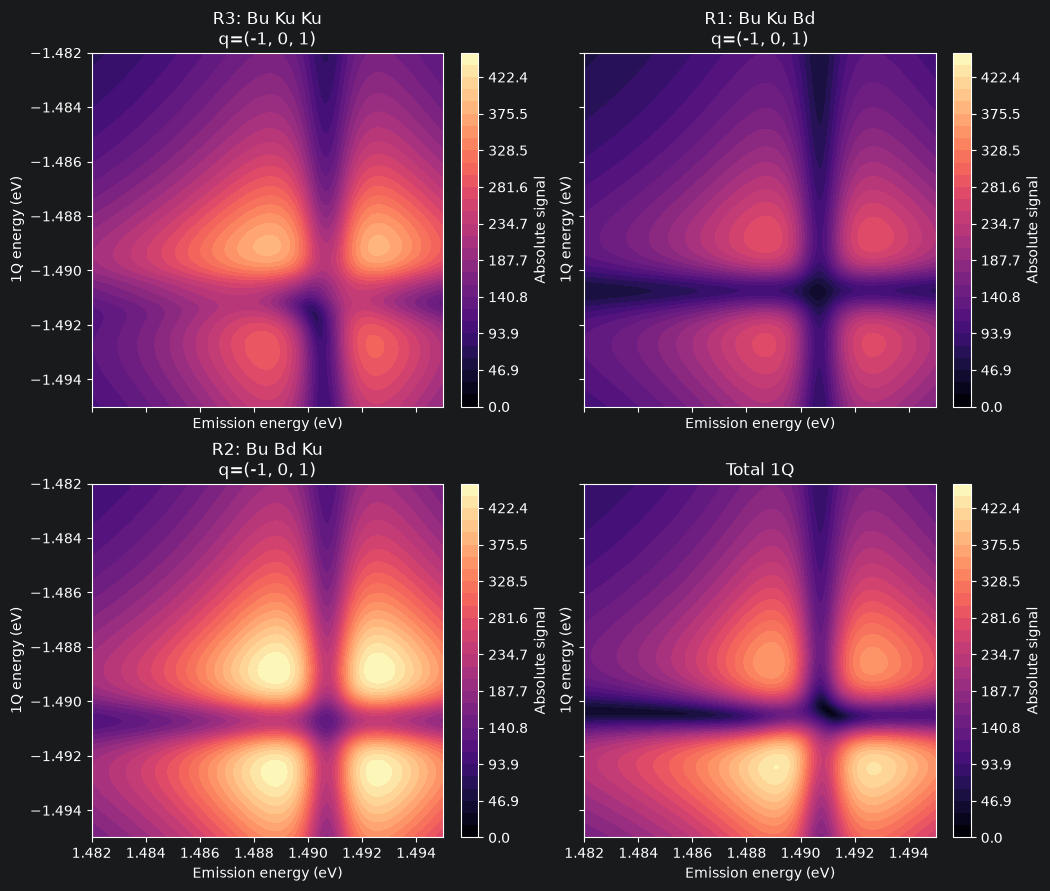 R3: Bu Ku Ku
q=(-1, 0, 1)
−1.482
−1.484
−1.486
−1.488
−1.490
−1.492
−1.494
1Q energy (eV)
Emission energy (eV)
422.4
375.5
328.5
281.6
234.7
187.7
140.8
93.9
46.9
0.0
Absolute signal
R1: Bu Ku Bd
q=(-1, 0, 1)
1Q energy (eV)
Emission energy (eV)
422.4
375.5
328.5
281.6
234.7
187.7
140.8
93.9
46.9
0.0
Absolute signal
R2: Bu Bd Ku
q=(-1, 0, 1)
−1.482
−1.484
−1.486
−1.488
−1.490
−1.492
−1.494
1Q energy (eV)
1.482 1.484 1.486 1.488 1.490 1.492 1.494
Emission energy (eV)
422.4
375.5
328.5
281.6
234.7
187.7
140.8
93.9
46.9
0.0
Absolute signal
Total 1Q
1Q energy (eV)
1.482 1.484 1.486 1.488 1.490 1.492 1.494
Emission energy (eV)
422.4
375.5
328.5
281.6
234.7
187.7
140.8
93.9
46.9
0.0
Absolute signal